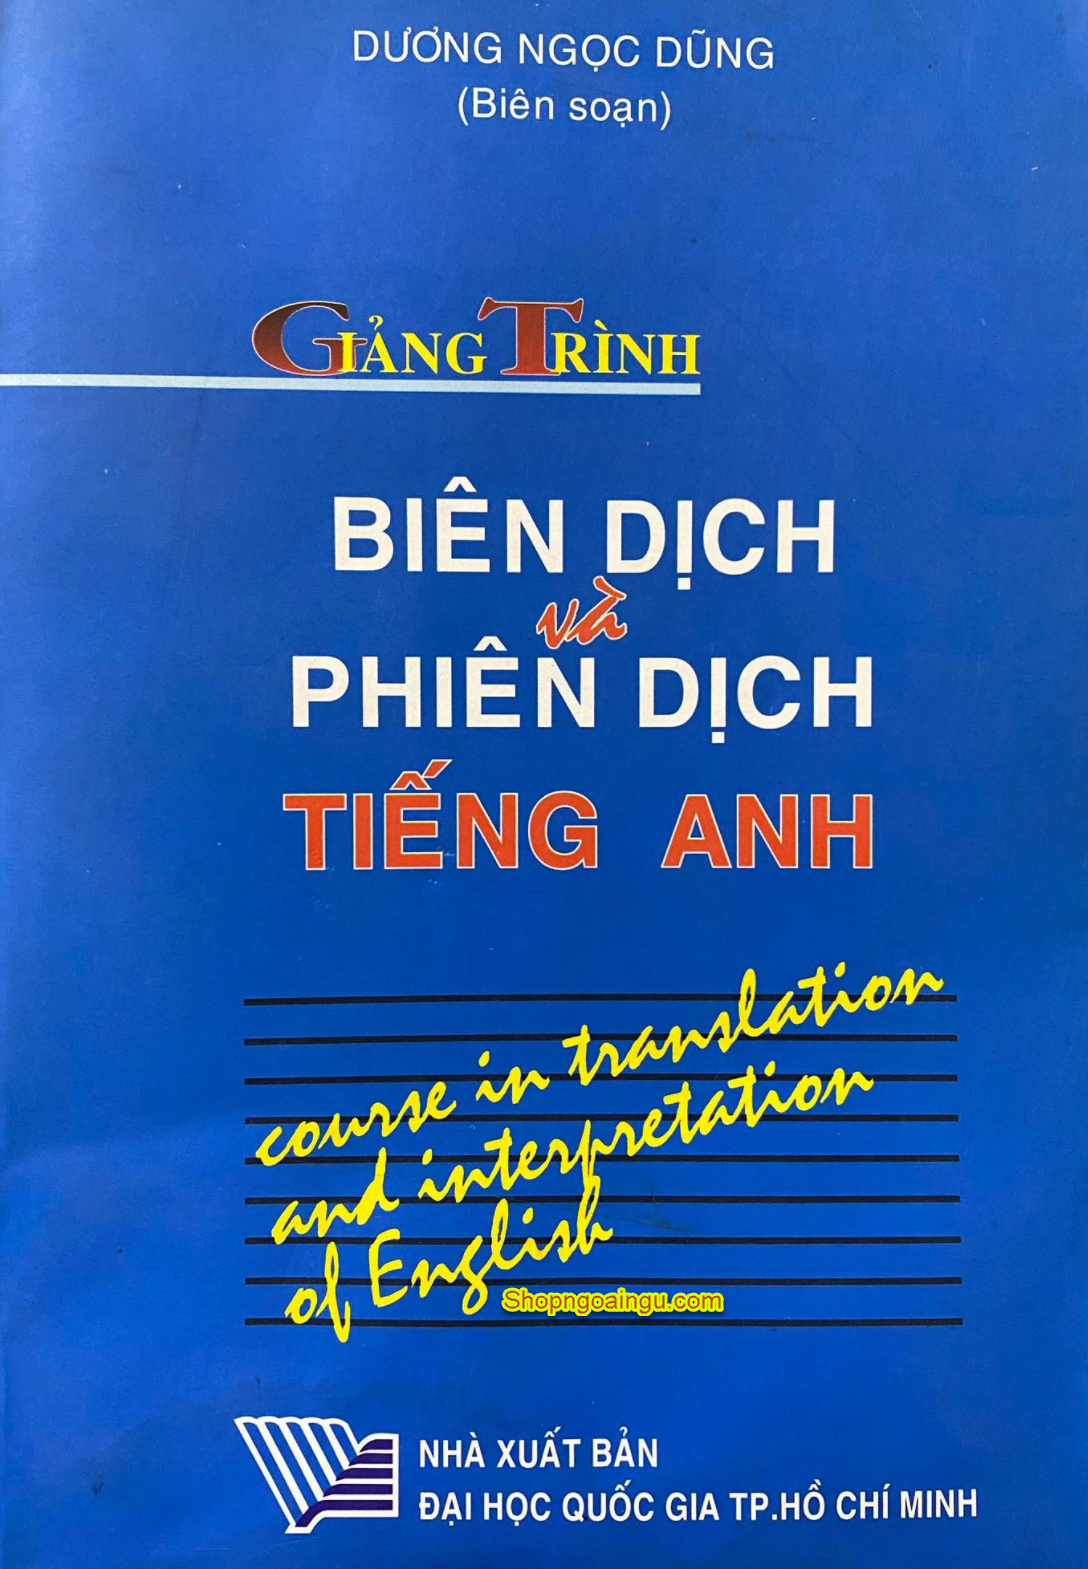 DƯƠNG NGỌC DŨNG
(Biên soạn)
GIẢNG TRÌNH
BIÊN DỊCH
và
PHIÊN DỊCH
TIẾNG ANH
course in translation
and interpretation
of English
Shopngoaingu.com
NHÀ XUẤT BẢN
ĐẠI HỌC QUỐC GIA TP.HỒ CHÍ MINH